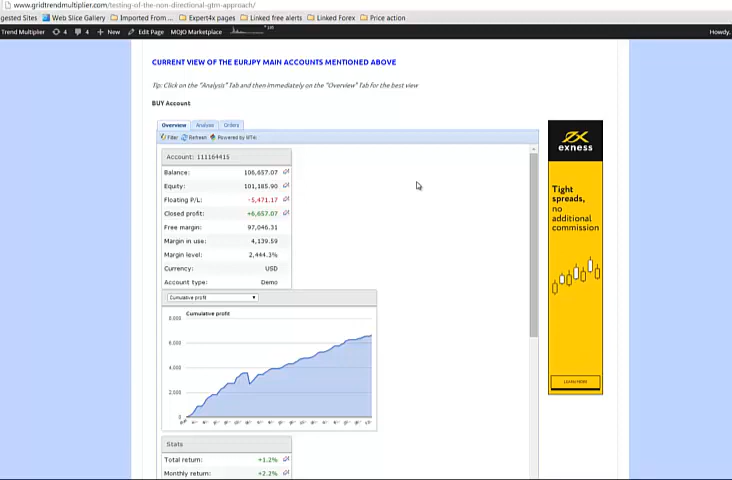 www.gridtrendmultiplier.com/testing-of-the-non-directional-gtm-approach/
gested Sites Web Slice Gallery Imported From ... Expert4x pages Linked free alerts Linked Forex Price action
Trend Multiplier 4 4 + New Edit Page MOJO Marketplace Howdy,
CURRENT VIEW OF THE EURJPY MAIN ACCOUNTS MENTIONED ABOVE
Tip: Click on the "Analysis" Tab and then immediately on the "Overview" Tab for the best view
BUY Account
Overview Analysis Orders
Filter Refresh Powered by MT4i
Account: 111164415
Balance: 106,657.07
Equity: 101,185.90
Floating P/L: -5,471.17
Closed profit: +6,657.07
Free margin: 97,046.31
Margin in use: 4,139.59
Margin level: 2,444.3%
Currency: USD
Account type: Demo
Cumulative profit
Cumulative profit
8,000
6,000
4,000
2,000
0
Stats
Total return: +1.2%
Monthly return: +2.2%
exness
Tight
spreads,
no
additional
commission
LEARN MORE